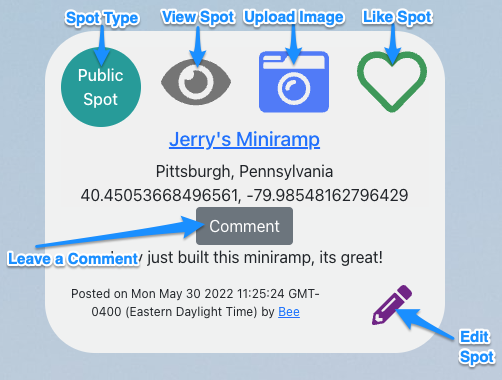 Spot Type View Spot Upload Image Like Spot
Public
Spot
Jerry's Miniramp
Pittsburgh, Pennsylvania
40.45053668496561, -79.98548162796429
Comment
Leave a Comment
just built this miniramp, its great!
Posted on Mon May 30 2022 11:25:24 GMT-
0400 (Eastern Daylight Time) by Bee
Edit
Spot